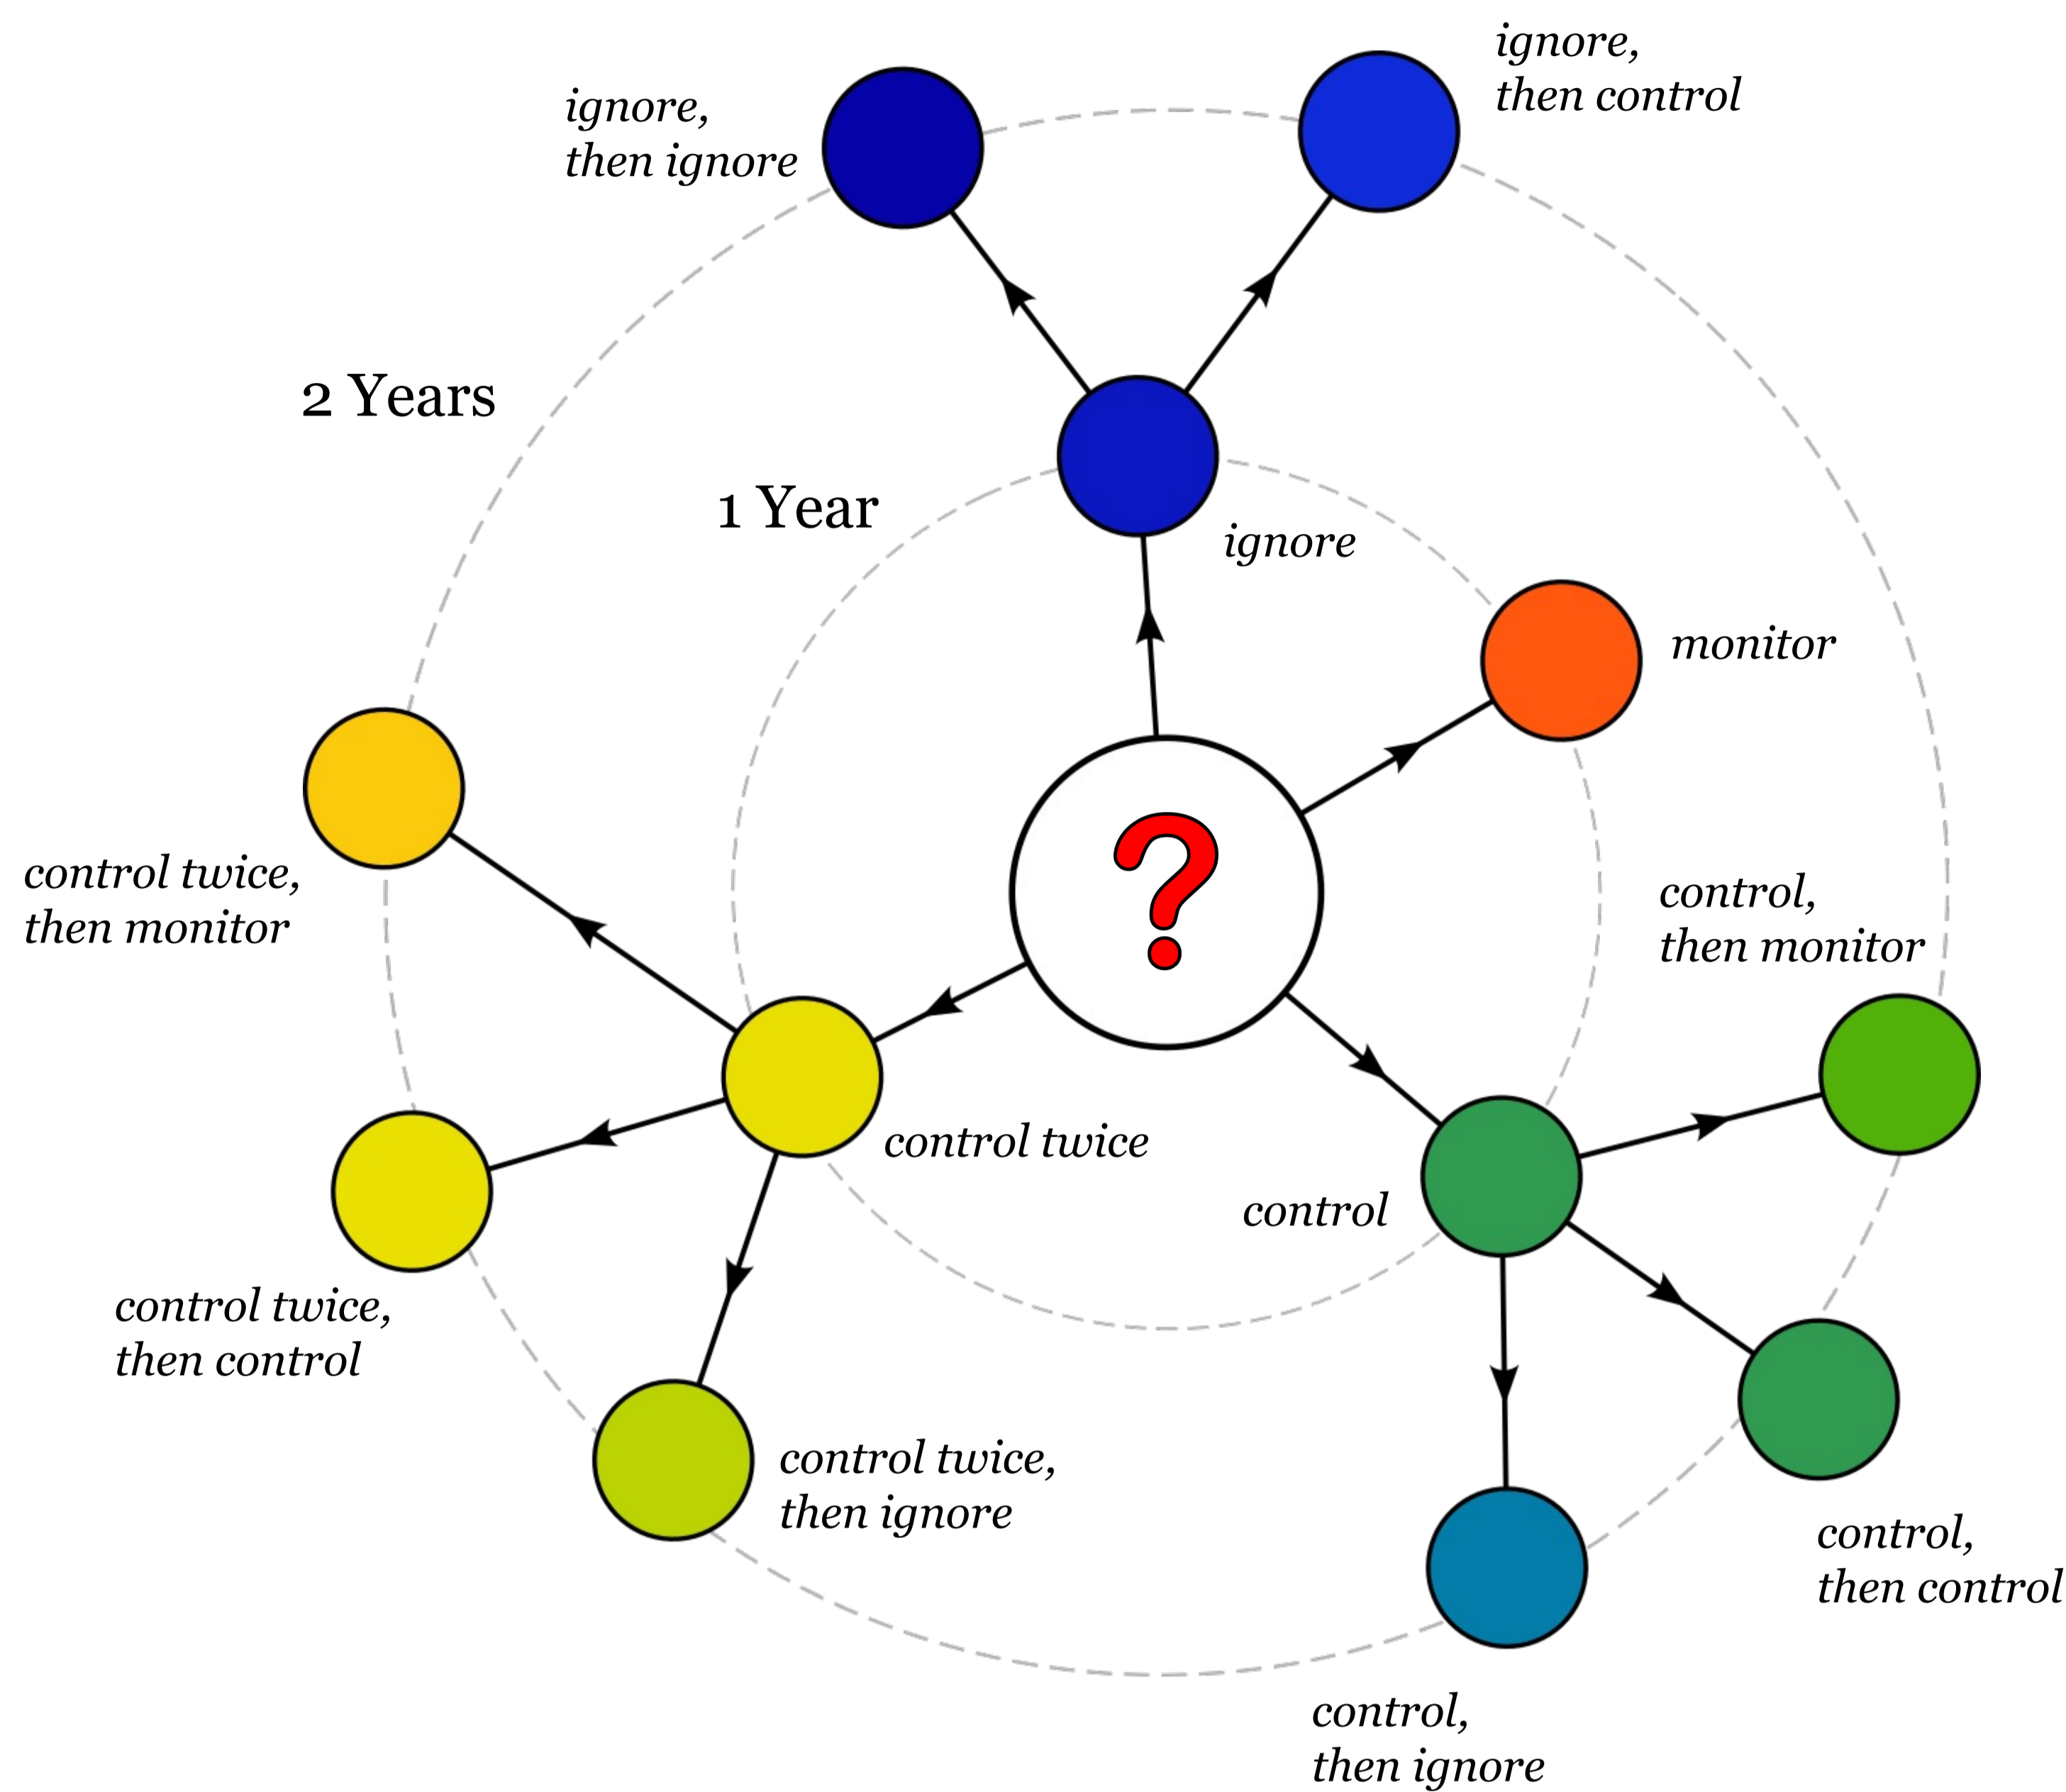 ignore,
then control
ignore,
then ignore
2 Years
1 Year
ignore
monitor
?
control twice,
then monitor
control,
then monitor
control twice
control
control twice,
then control
control twice,
then ignore
control,
then control
control,
then ignore